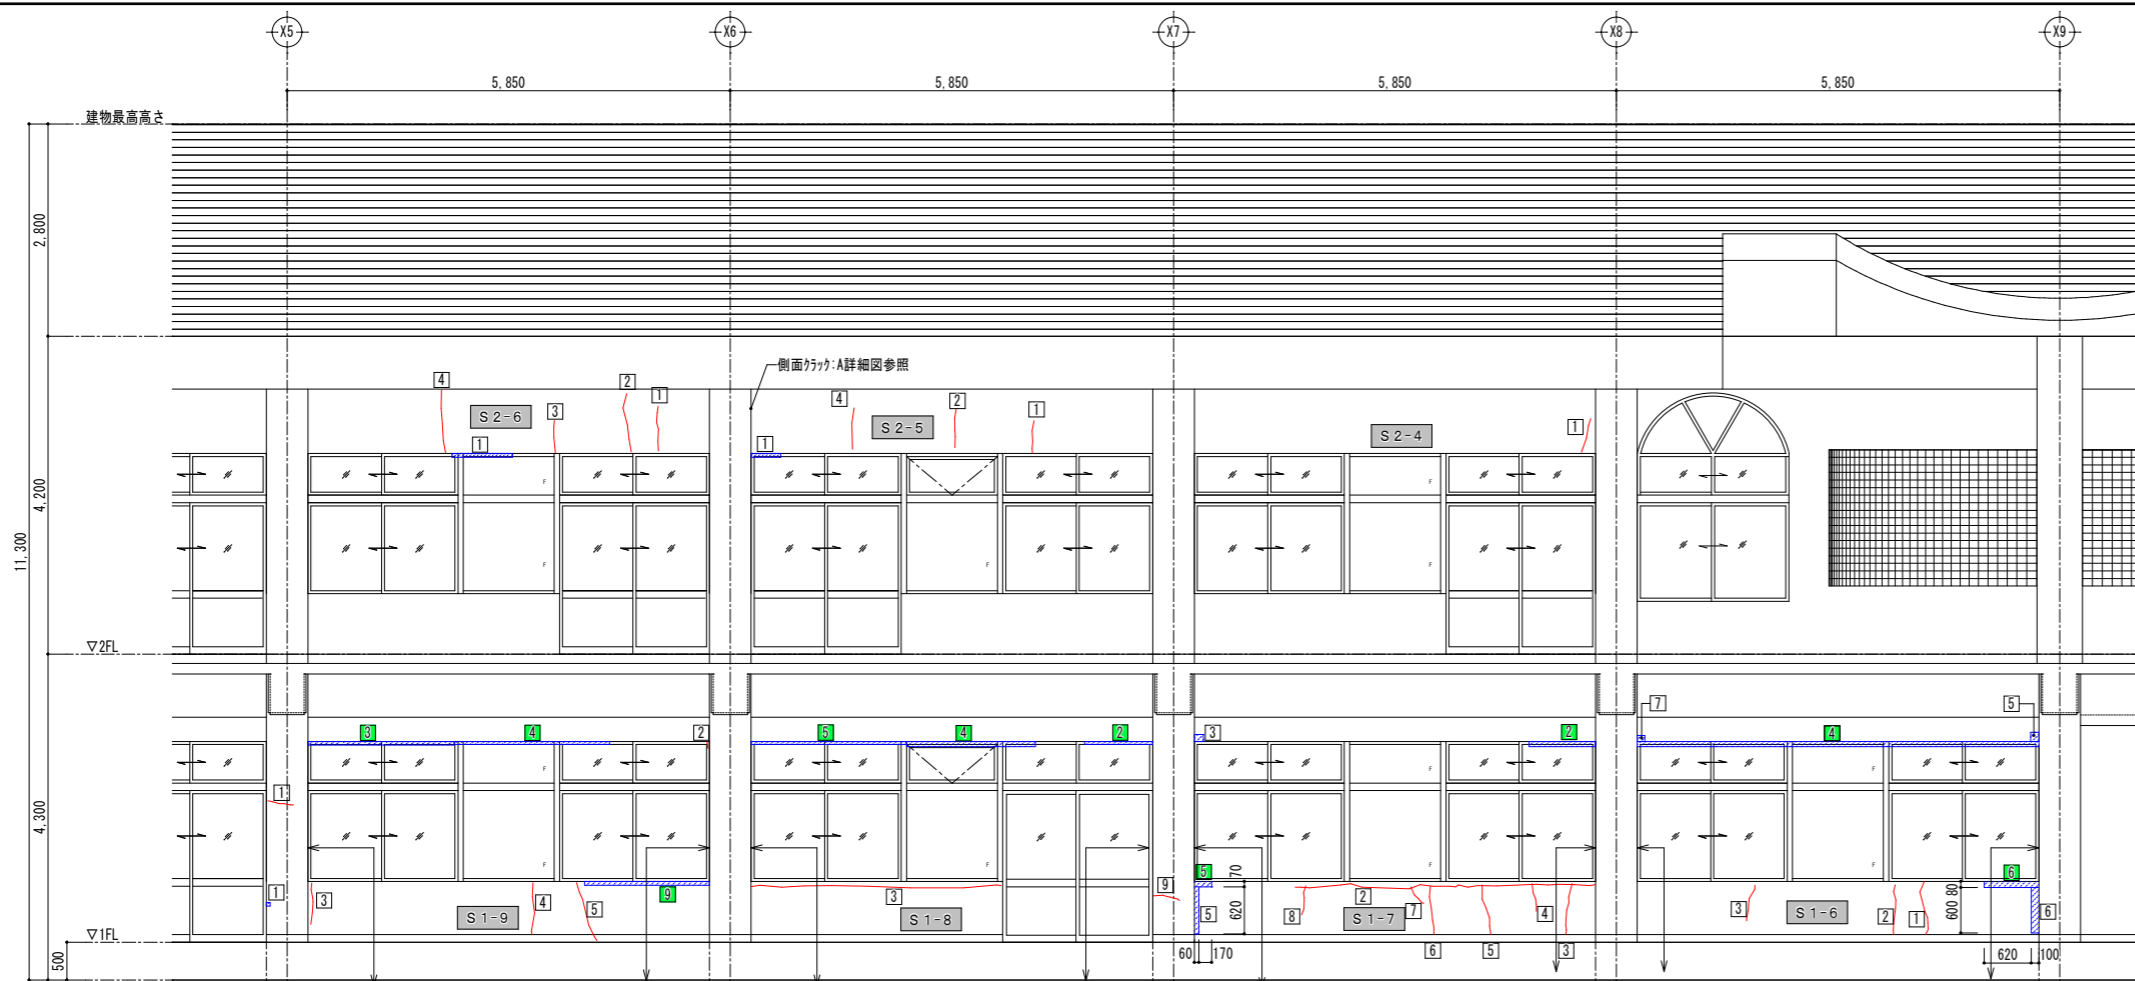 X5 X6 X7 X8 X9
5,850 5,850 5,850 5,850
建物最高高さ
2,800
側面クラック:A詳細図参照
4 2 1 3 4 2 1 1
S2-6 S2-5 S2-4
1 1
F F
4,200
11,300
F F
▽2FL
7 5
3 4 2 5 4 2 3 2 4
F F F
1
4,300
F F F
5 70 6
1 3 4 5 9 3 9 5 620 8 2 7 4 3 2 1 600 80 6
S1-9 S1-8 S1-7 S1-6
▽1FL
500
60 170 6 5 3 620 100